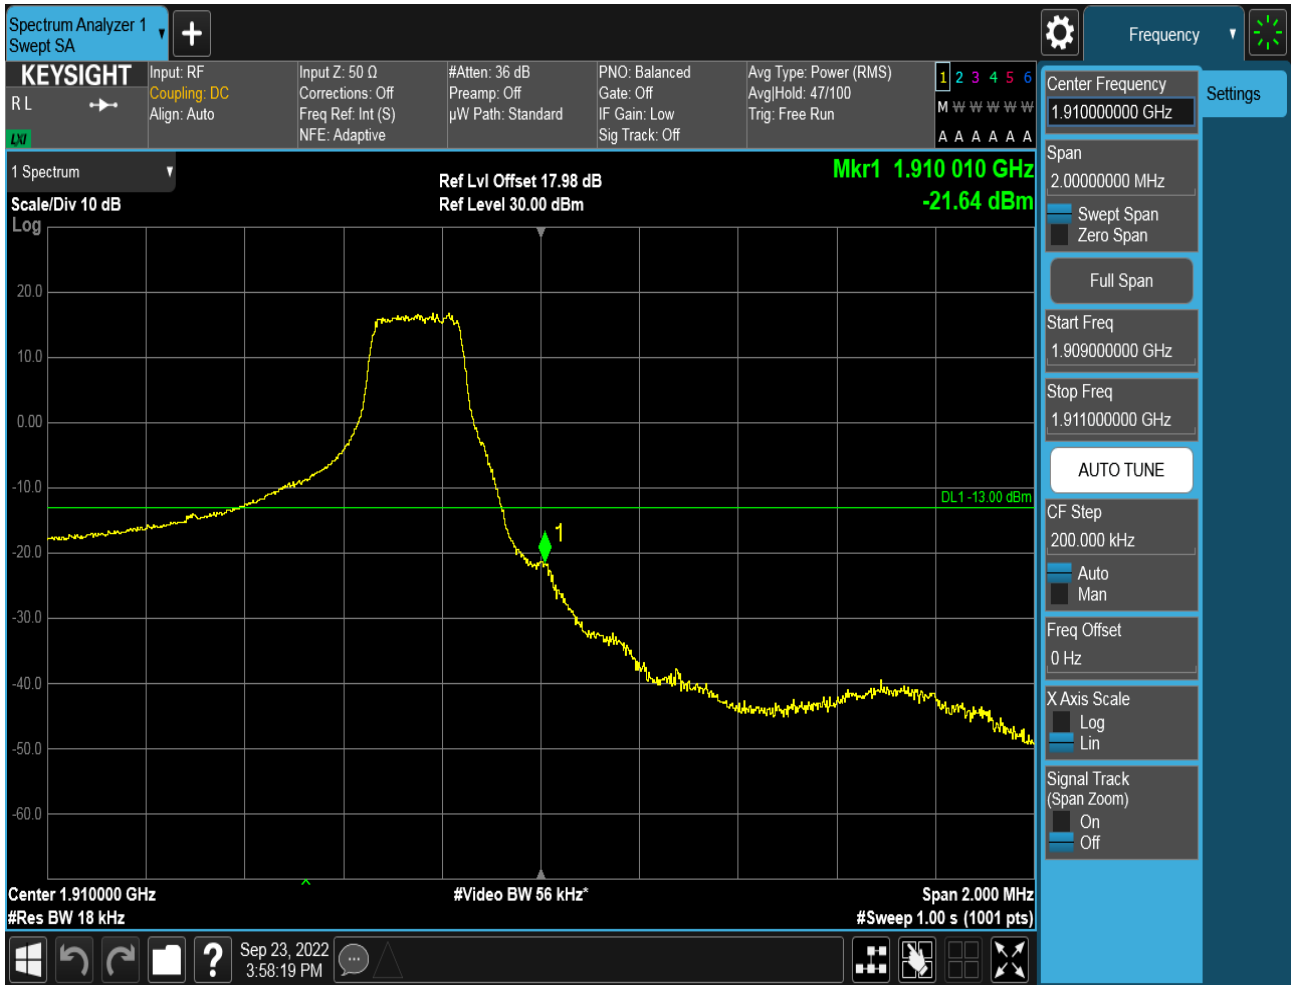 Spectrum Analyzer 1
Swept SA
Frequency
KEYSIGHT
R L
LXI
Input: RF
Coupling: DC
Align: Auto
Input Z: 50 Ω
Corrections: Off
Freq Ref: Int (S)
NFE: Adaptive
#Atten: 36 dB
Preamp: Off
µW Path: Standard
PNO: Balanced
Gate: Off
IF Gain: Low
Sig Track: Off
Avg Type: Power (RMS)
Avg|Hold: 47/100
Trig: Free Run
1 2 3 4 5 6
M W W W W W
A A A A A A
1 Spectrum
Scale/Div 10 dB
Log
Ref Lvl Offset 17.98 dB
Ref Level 30.00 dBm
Mkr1 1.910 010 GHz
-21.64 dBm
20.0
10.0
0.00
-10.0
-20.0
-30.0
-40.0
-50.0
-60.0
DL1 -13.00 dBm
1
Center 1.910000 GHz
#Res BW 18 kHz
#Video BW 56 kHz*
Span 2.000 MHz
#Sweep 1.00 s (1001 pts)
Center Frequency
1.910000000 GHz
Settings
Span
2.00000000 MHz
Swept Span
Zero Span
Full Span
Start Freq
1.909000000 GHz
Stop Freq
1.911000000 GHz
AUTO TUNE
CF Step
200.000 kHz
Auto
Man
Freq Offset
0 Hz
X Axis Scale
Log
Lin
Signal Track
(Span Zoom)
On
Off
?
Sep 23, 2022
3:58:19 PM